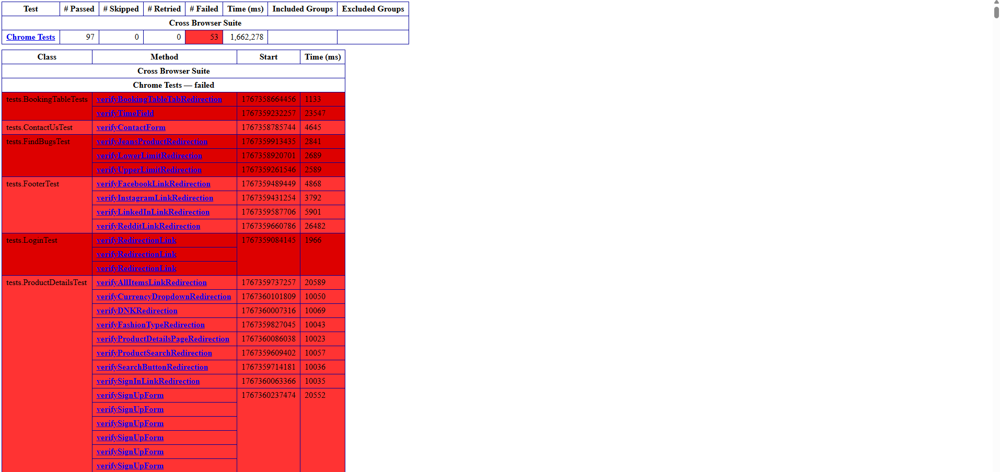 Test # Passed # Skipped # Retried # Failed Time (ms) Included Groups Excluded Groups
Cross Browser Suite
Chrome Tests 97 0 0 53 1,662,278
Class Method Start Time (ms)
Cross Browser Suite
Chrome Tests — failed
tests.BookingTableTests verifyBookingTableTabRedirection 1767358664456 1133
verifyTimeField 1767359232257 23547
tests.ContactUsTest verifyContactForm 1767358785744 4645
tests.FindBugsTest verifyJeansProductRedirection 1767359913435 2841
verifyLowerLimitRedirection 1767358920701 2689
verifyUpperLimitRedirection 1767359261546 2589
tests.FooterTest verifyFacebookLinkRedirection 1767359489449 4868
verifyInstagramLinkRedirection 1767359431254 3792
verifyLinkedInLinkRedirection 1767359587706 5901
verifyRedditLinkRedirection 1767359660786 26482
tests.LoginTest verifyRedirectionLink 1767359084145 1966
verifyRedirectionLink
verifyRedirectionLink
tests.ProductDetailsTest verifyAllItemsLinkRedirection 1767359737257 20589
verifyCurrencyDropdownRedirection 1767360101809 10050
verifyDNKRedirection 1767360007316 10069
verifyFashionTypeRedirection 1767359827045 10043
verifyProductDetailsPageRedirection 1767360086038 10023
verifyProductSearchRedirection 1767359609402 10057
verifySearchButtonRedirection 1767359714181 10036
verifySignInLinkRedirection 1767360063366 10035
verifySignUpForm 1767360237474 20552
verifySignUpForm
verifySignUpForm
verifySignUpForm
verifySignUpForm
verifySignUpForm